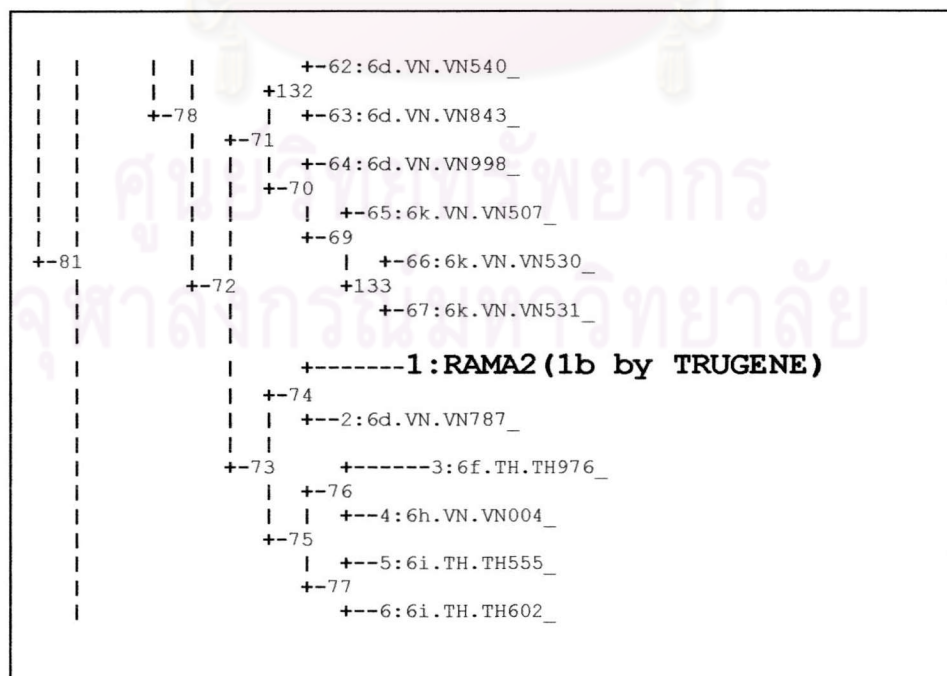 |  |     |  |        +-62:6d.VN.VN540_
|  |     |  |     +132
|  |     +-78     |  +-63:6d.VN.VN843_
|  |        |  +-71
|  |        |  |  |  +-64:6d.VN.VN998_
|  |        |  |  +-70
|  |        |  |     |  +-65:6k.VN.VN507_
|  |        |  |     +-69
+-81        |  |        |  +-66:6k.VN.VN530_
   |        +-72        +133
   |           |           +-67:6k.VN.VN531_
   |           |
   |           |     +-------1:RAMA2(1b by TRUGENE)
   |           |  +-74
   |           |  |  +--2:6d.VN.VN787_
   |           |  |
   |           +-73     +------3:6f.TH.TH976_
   |              |  +-76
   |              |  |  +--4:6h.VN.VN004_
   |              +-75
   |                 |  +--5:6i.TH.TH555_
   |                 +-77
   |                    +--6:6i.TH.TH602_
ศูนย์วิทยทรัพยากร
จุฬาลงกรณ์มหาวิทยาลัย